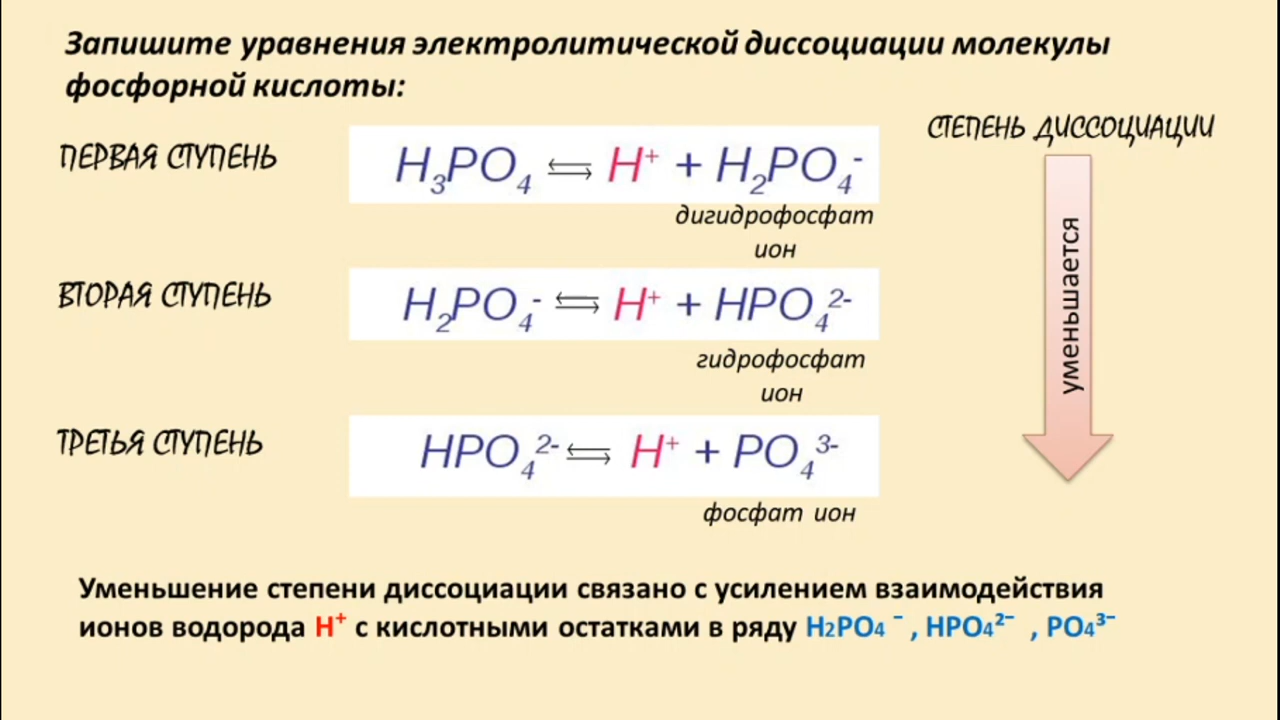 Запишите уравнения электролитической диссоциации молекулы
фосфорной кислоты:
СТЕПЕНЬ ДИССОЦИАЦИИ
ПЕРВАЯ СТУПЕНЬ
H₃PO₄ ⇆ H⁺ + H₂PO₄⁻
дигидрофосфат
ион
ВТОРАЯ СТУПЕНЬ
H₂PO₄⁻ ⇆ H⁺ + HPO₄²⁻
гидрофосфат
ион
ТРЕТЬЯ СТУПЕНЬ
HPO₄²⁻ ⇆ H⁺ + PO₄³⁻
фосфат ион
уменьшается
Уменьшение степени диссоциации связано с усилением взаимодействия
ионов водорода H⁺ с кислотными остатками в ряду H₂PO₄ ⁻ , HPO₄²⁻ , PO₄³⁻